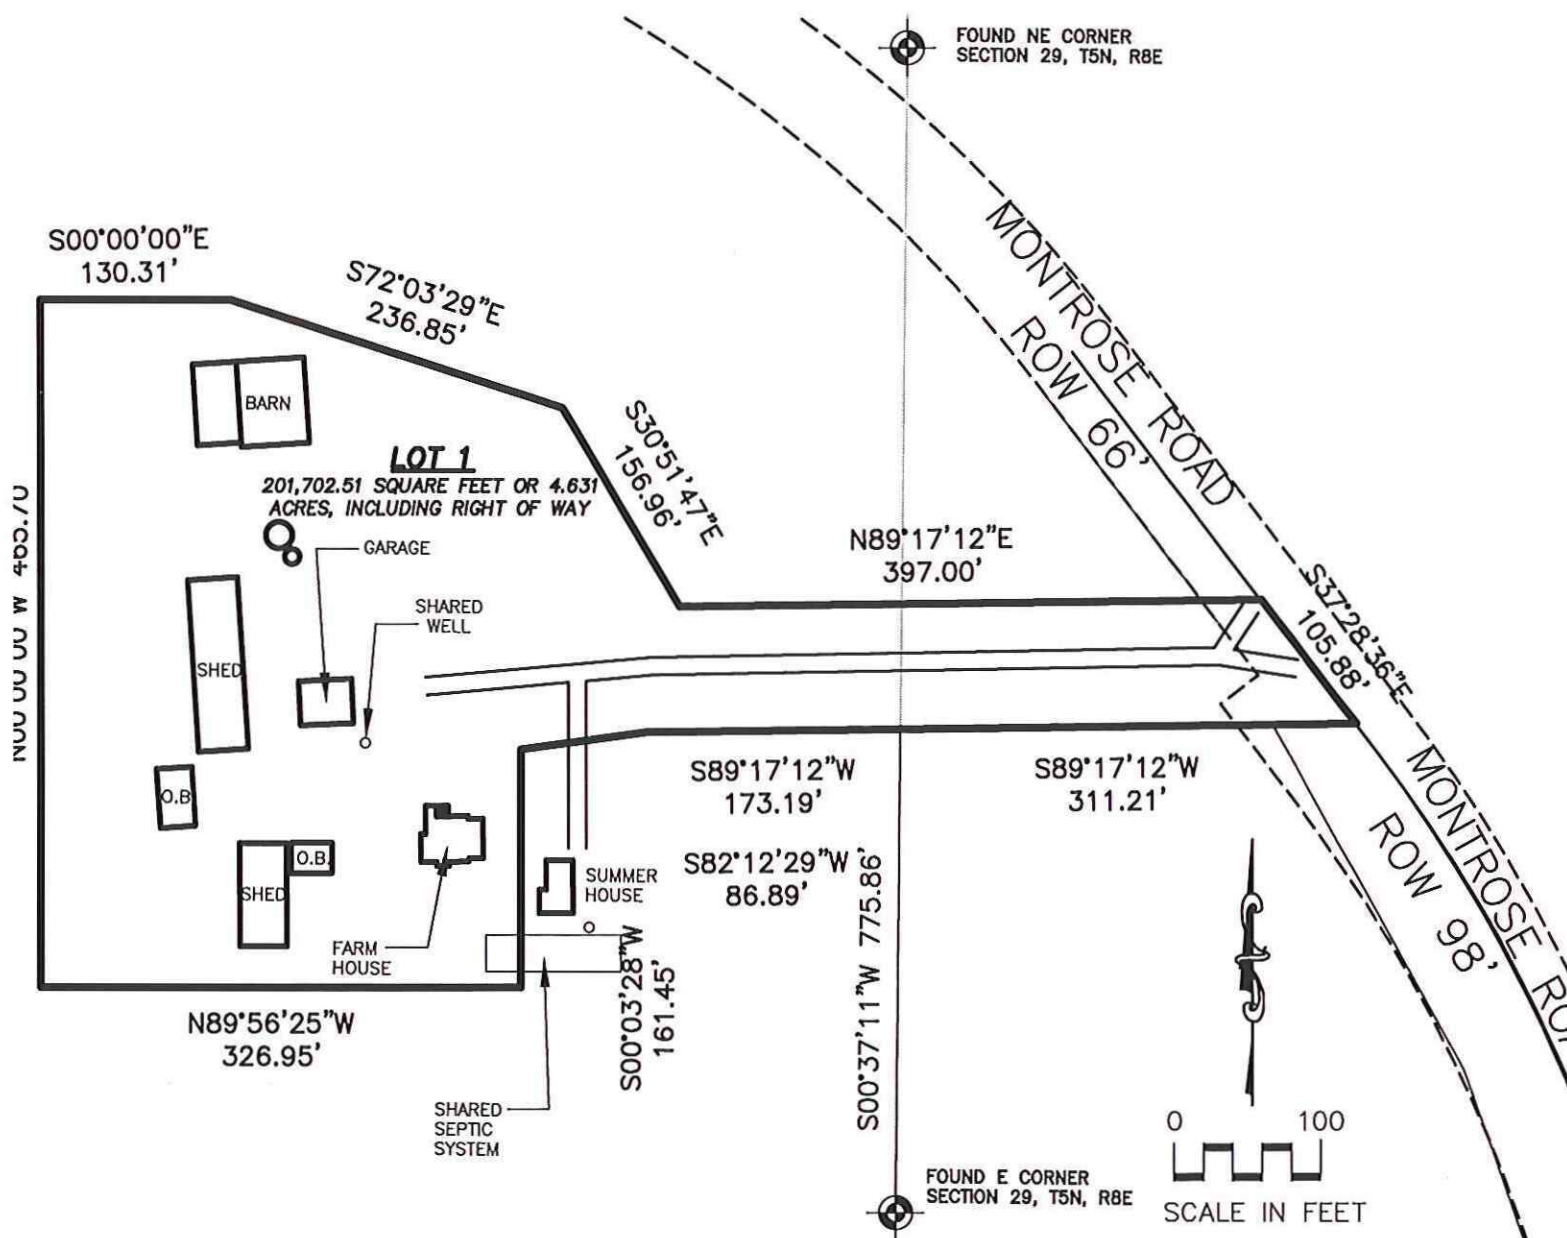 FOUND NE CORNER
SECTION 29, T5N, R8E
S00°00'00"E
130.31'
S72°03'29"E
236.85'
MONTROSE ROAD
ROW 66'
BARN
LOT 1
201,702.51 SQUARE FEET OR 4.631
ACRES, INCLUDING RIGHT OF WAY
S30°51'47"E
156.96'
GARAGE
N89°17'12"E
397.00'
SHARED
WELL
S37°28'36"E
105.88'
SHED
O.B
S89°17'12"W
173.19'
S89°17'12"W
311.21'
MONTROSE
ROW 98'
O.B.
SHED
SUMMER
HOUSE
S82°12'29"W
86.89'
FARM
HOUSE
S00°03'28"W
161.45'
S00°37'11"W 775.86'
N89°56'25"W
326.95'
SHARED
SEPTIC
SYSTEM
0 100
SCALE IN FEET
FOUND E CORNER
SECTION 29, T5N, R8E